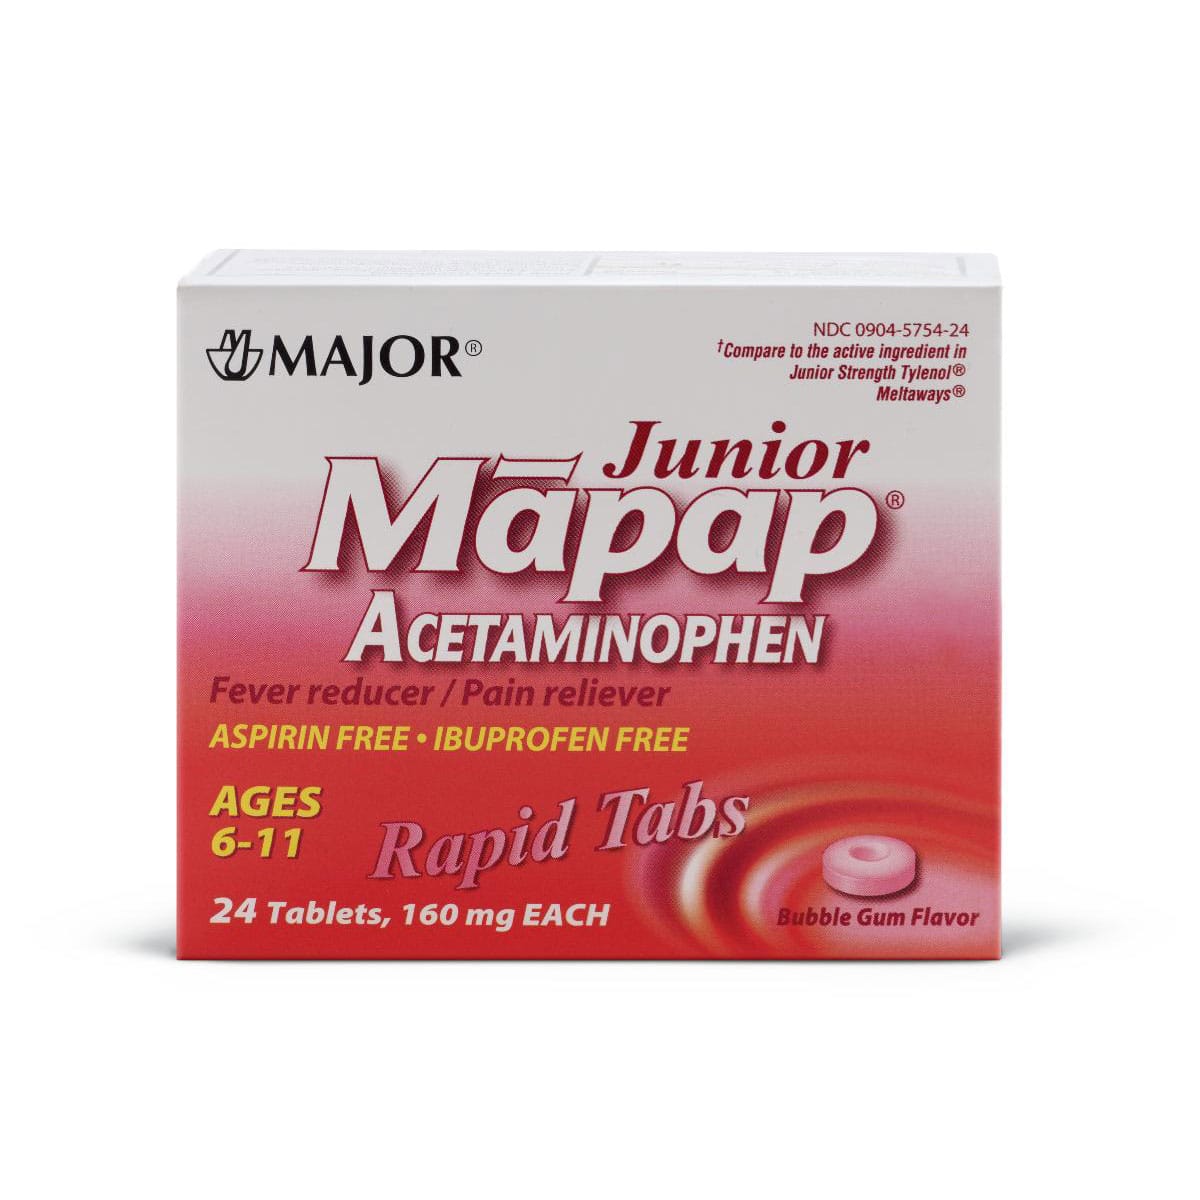 MAJOR®
NDC 0904-5754-24
†Compare to the active ingredient in
Junior Strength Tylenol®
Meltaways®
Junior
Māpap®
ACETAMINOPHEN
Fever reducer / Pain reliever
ASPIRIN FREE • IBUPROFEN FREE
AGES
6-11
Rapid Tabs
24 Tablets, 160 mg EACH
Bubble Gum Flavor